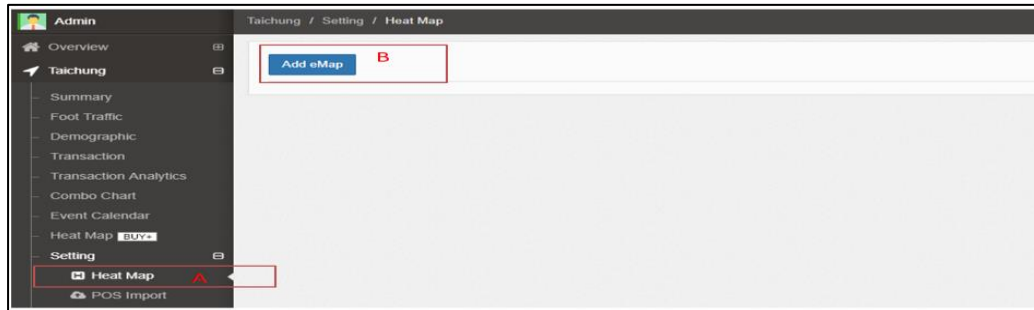 Admin
Taichung / Setting / Heat Map
Overview
Taichung
Add eMap
B
Summary
Foot Traffic
Demographic
Transaction
Transaction Analytics
Combo Chart
Event Calendar
Heat Map BUY+
Setting
Heat Map
A
POS Import